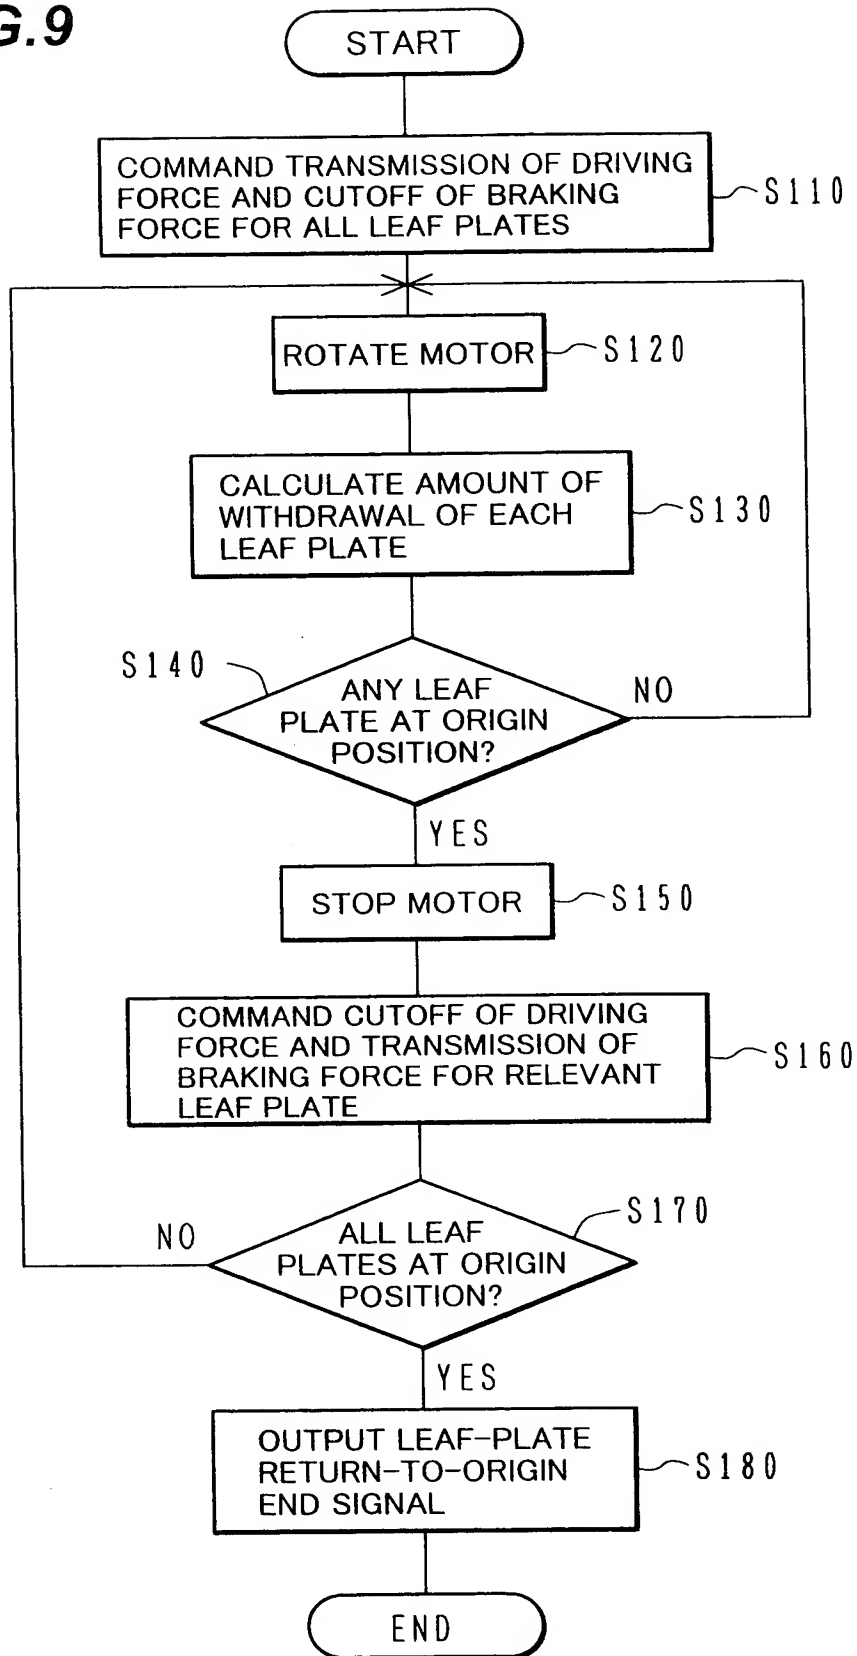 G.9
START
COMMAND TRANSMISSION OF DRIVING
FORCE AND CUTOFF OF BRAKING
FORCE FOR ALL LEAF PLATES
S110
ROTATE MOTOR
S120
CALCULATE AMOUNT OF
WITHDRAWAL OF EACH
LEAF PLATE
S130
S140
ANY LEAF
PLATE AT ORIGIN
POSITION?
NO
YES
STOP MOTOR
S150
COMMAND CUTOFF OF DRIVING
FORCE AND TRANSMISSION OF
BRAKING FORCE FOR RELEVANT
LEAF PLATE
S160
NO
ALL LEAF
PLATES AT ORIGIN
POSITION?
S170
YES
OUTPUT LEAF-PLATE
RETURN-TO-ORIGIN
END SIGNAL
S180
END